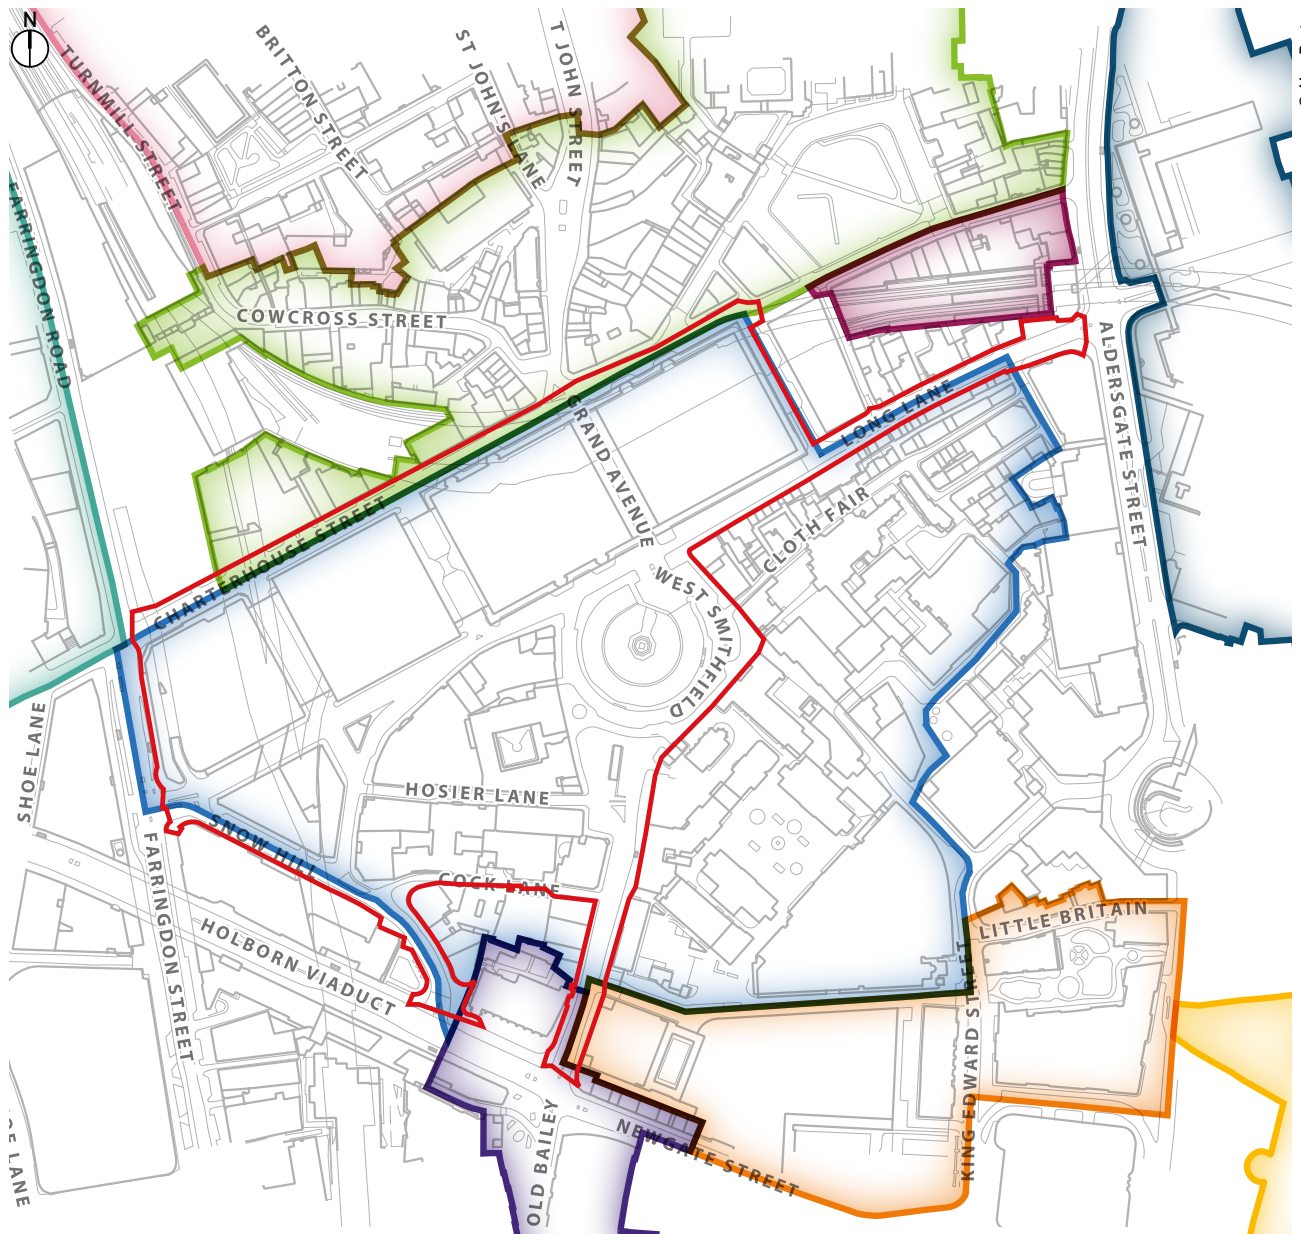 N
TURNMILL STREET
BRITTON STREET
ST JOHN'S LANE
T JOHN STREET
FARRINGDON ROAD
COWCROSS STREET
GRAND AVENUE
LONG LANE
ALDERSGATE STREET
CHARTERHOUSE STREET
CLOTH FAIR
WEST SMITHFIELD
SHOE LANE
HOSIER LANE
SNOW HILL
COCK LANE
FARRINGDON STREET
HOLBORN VIADUCT
LITTLE BRITAIN
KING EDWARD STREET
OLD BAILEY
NEWGATE STREET
OE LANE